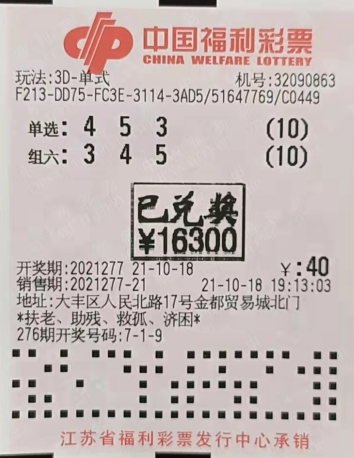 中国福利彩票
CHINA WELFARE LOTTERY
玩法:3D-单式 机号:32090863
F213-DD75-FC3E-3114-3AD5/51647769/C0449
单选: 4 5 3 (10)
组六: 3 4 5 (10)
已兑奖
¥16300
开奖期:2021277 21-10-18 ¥:40
销售期:2021277-21 21-10-18 19:13:03
地址:大丰区人民北路17号金都贸易城北门
*扶老、助残、救孤、济困*
276期开奖号码:7-1-9
江苏省福利彩票发行中心承销